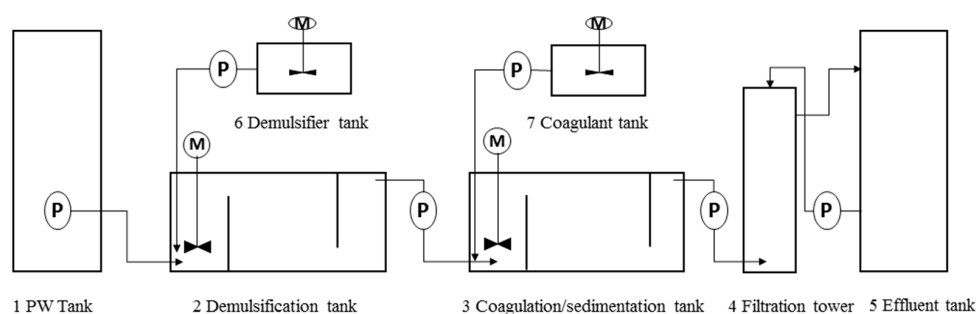 M
M
P
P
6 Demulsifier tank
7 Coagulant tank
M
M
P
P
P
P
1 PW Tank
2 Demulsification tank
3 Coagulation/sedimentation tank
4 Filtration tower
5 Effluent tank